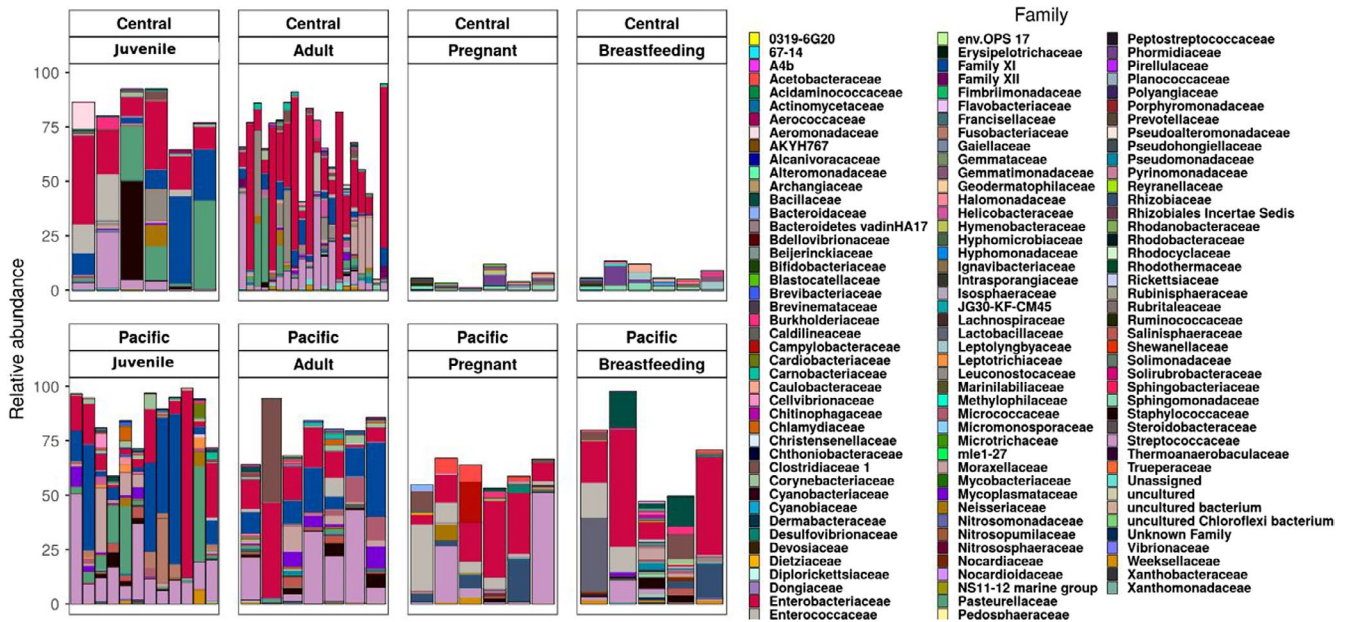 Central Central Central Central
Juvenile Adult Pregnant Breastfeeding
100
75
50
25
0
Pacific Pacific Pacific Pacific
Juvenile Adult Pregnant Breastfeeding
100
75
50
25
0
Relative abundance
Family
0319-6G20
67-14
A4b
Acetobacteraceae
Acidaminococcaceae
Actinomycetaceae
Aerococcaceae
Aeromonadaceae
AKYH767
Alcanivoracaceae
Alteromonadaceae
Archangiaceae
Bacillaceae
Bacteroidaceae
Bacteroidetes vadinHA17
Bdellovibrionaceae
Beijerinckiaceae
Bifidobacteriaceae
Blastocatellaceae
Brevibacteriaceae
Brevinemataceae
Burkholderiaceae
Caldilineaceae
Campylobacteraceae
Cardiobacteriaceae
Carnobacteriaceae
Caulobacteraceae
Cellvibrionaceae
Chitinophagaceae
Chlamydiaceae
Christensenellaceae
Chthoniobacteraceae
Clostridiaceae 1
Corynebacteriaceae
Cyanobacteriaceae
Cyanobiaceae
Dermabacteraceae
Desulfovibrionaceae
Devosiaceae
Dietziaceae
Diplorickettsiaceae
Dongiaceae
Enterobacteriaceae
Enterococcaceae
env.OPS 17
Erysipelotrichaceae
Family XI
Family XII
Fimbriimonadaceae
Flavobacteriaceae
Francisellaceae
Fusobacteriaceae
Gaiellaceae
Gemmataceae
Gemmatimonadaceae
Geodermatophilaceae
Halomonadaceae
Helicobacteraceae
Hymenobacteraceae
Hyphomicrobiaceae
Hyphomonadaceae
Ignavibacteriaceae
Intrasporangiaceae
Isosphaeraceae
JG30-KF-CM45
Lachnospiraceae
Lactobacillaceae
Leptolyngbyaceae
Leptotrichiaceae
Leuconostocaceae
Marinilabiliaceae
Methylophilaceae
Micrococcaceae
Micromonosporaceae
Microtrichaceae
mle1-27
Moraxellaceae
Mycobacteriaceae
Mycoplasmataceae
Neisseriaceae
Nitrosomonadaceae
Nitrosopumilaceae
Nitrososphaeraceae
Nocardiaceae
Nocardioidaceae
NS11-12 marine group
Pasteurellaceae
Pedosphaeraceae
Peptostreptococcaceae
Phormidiaceae
Pirellulaceae
Planococcaceae
Polyangiaceae
Porphyromonadaceae
Prevotellaceae
Pseudoalteromonadaceae
Pseudohongiellaceae
Pseudomonadaceae
Pyrinomonadaceae
Reyranellaceae
Rhizobiaceae
Rhizobiales Incertae Sedis
Rhodanobacteraceae
Rhodobacteraceae
Rhodocyclaceae
Rhodothermaceae
Rickettsiaceae
Rubinisphaeraceae
Rubritaleaceae
Ruminococcaceae
Salinisphaeraceae
Shewanellaceae
Solimonadaceae
Solirubrobacteraceae
Sphingobacteriaceae
Sphingomonadaceae
Staphylococcaceae
Steroidobacteraceae
Streptococcaceae
Thermoanaerobaculaceae
Trueperaceae
Unassigned
uncultured
uncultured bacterium
uncultured Chloroflexi bacterium
Unknown Family
Vibrionaceae
Weeksellaceae
Xanthobacteraceae
Xanthomonadaceae